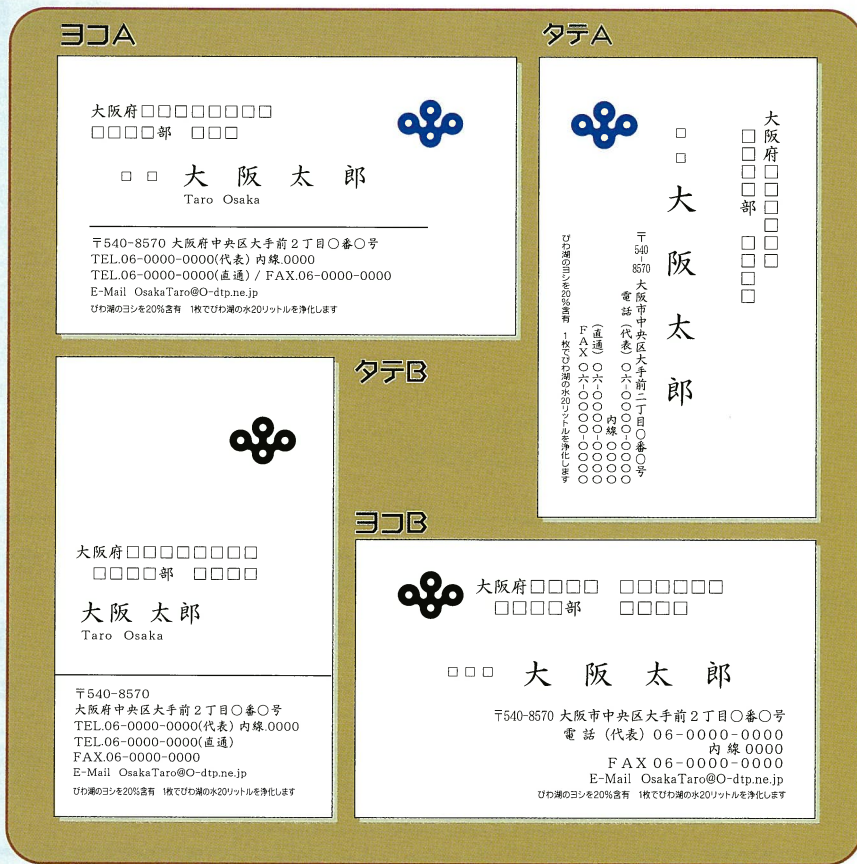 ヨコA
大阪府□□□□□□□□
□□□□部 □□□
□ □ 大 阪 太 郎
Taro Osaka
〒540-8570 大阪府中央区大手前2丁目○番○号
TEL.06-0000-0000(代表) 内線.0000
TEL.06-0000-0000(直通) / FAX.06-0000-0000
E-Mail OsakaTaro@O-dtp.ne.jp
びわ湖のヨシを20%含有 1枚でびわ湖の水20リットルを浄化します
タテA
大阪府□□□□□□
□□□□部 □□□□
□ □ 大 阪 太 郎
〒540-8570 大阪市中央区大手前二丁目○番○号
電話(代表)○六-○○○○-○○○○
内線 ○○○○
(直通)○六-○○○○-○○○○
FAX ○六-○○○○-○○○○
びわ湖のヨシを20%含有 1枚でびわ湖の水20リットルを浄化します
タテB
大阪府□□□□□□□□
□□□□部 □□□□
大阪 太郎
Taro Osaka
〒540-8570
大阪府中央区大手前2丁目○番○号
TEL.06-0000-0000(代表) 内線.0000
TEL.06-0000-0000(直通)
FAX.06-0000-0000
E-Mail OsakaTaro@O-dtp.ne.jp
びわ湖のヨシを20%含有 1枚でびわ湖の水20リットルを浄化します
ヨコB
大阪府□□□□ □□□□□□
□□□□部 □□□□
□□□ 大 阪 太 郎
〒540-8570 大阪市中央区大手前2丁目○番○号
電 話 (代表) 06-0000-0000
内 線 0000
FAX 06-0000-0000
E-Mail OsakaTaro@O-dtp.ne.jp
びわ湖のヨシを20%含有 1枚でびわ湖の水20リットルを浄化します